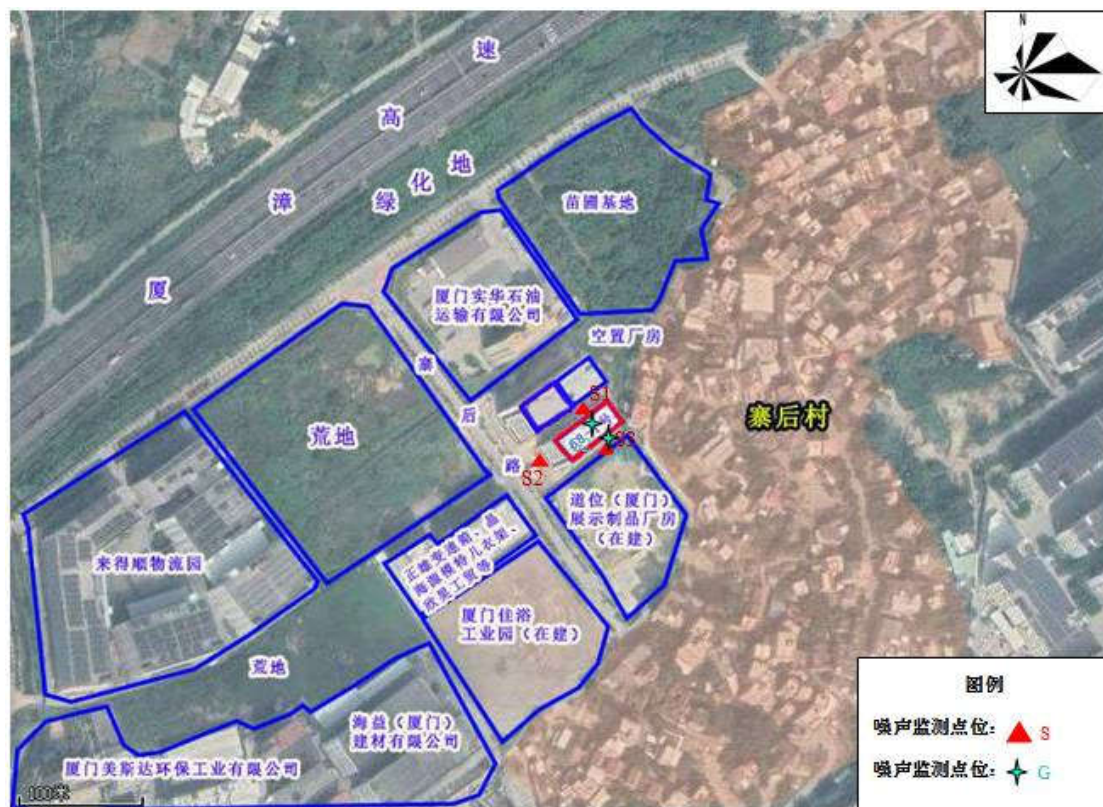 N
速
高
漳
厦
绿化地
苗圃基地
厦门实华石油
运输有限公司
空置厂房
寨
后
路
S1
S2
S3
荒地
寨后村
道位（厦门）
展示制品厂房
（在建）
来得顺物流园
厦门佳浴
工业园（在建）
荒地
海益（厦门）
建材有限公司
厦门美斯达环保工业有限公司
100米
图例
噪声监测点位： S
噪声监测点位： G